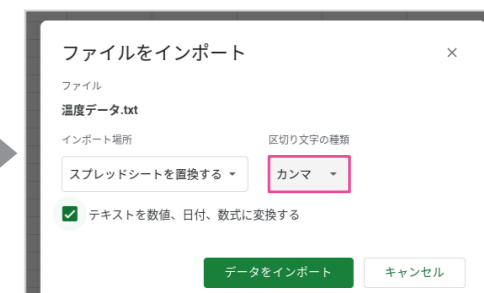 ファイルをインポート
ファイル
温度データ.txt
インポート場所
区切り文字の種類
スプレッドシートを置換する
カンマ
テキストを数値、日付、数式に変換する
データをインポート
キャンセル